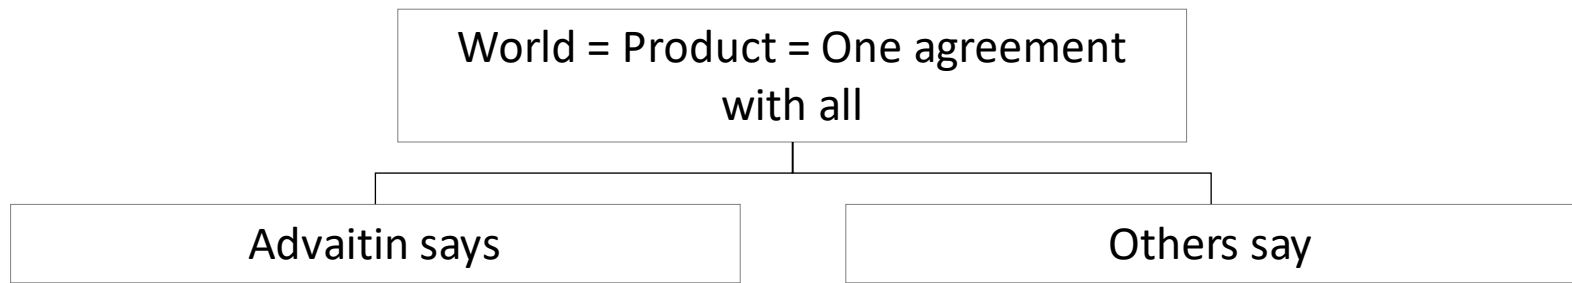 World = Product = One agreement
with all
Advaitin says
Others say